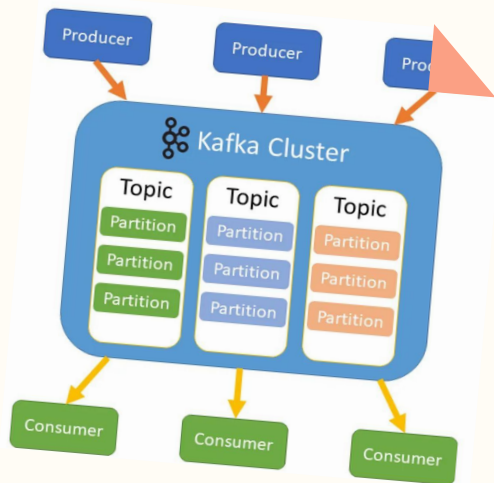 Producer
Producer
Kafka Cluster
Topic
Partition
Partition
Partition
Topic
Partition
Partition
Partition
Topic
Partition
Partition
Partition
Consumer
Consumer
Consumer